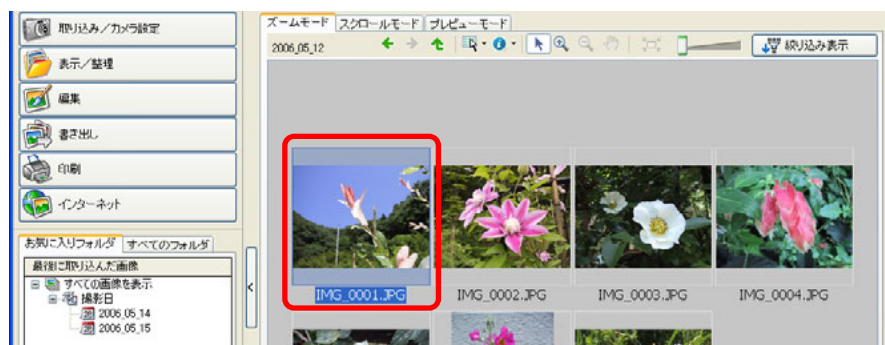 取り込み／カメラ設定
表示／整理
編集
書き出し
印刷
インターネット
お気に入りフォルダ すべてのフォルダ
最後に取り込んだ画像
すべての画像を表示
撮影日
2006_05_14
2006_05_15
ズームモード スクロールモード プレビューモード
2006_05_12
絞り込み表示
IMG_0001.JPG IMG_0002.JPG IMG_0003.JPG IMG_0004.JPG